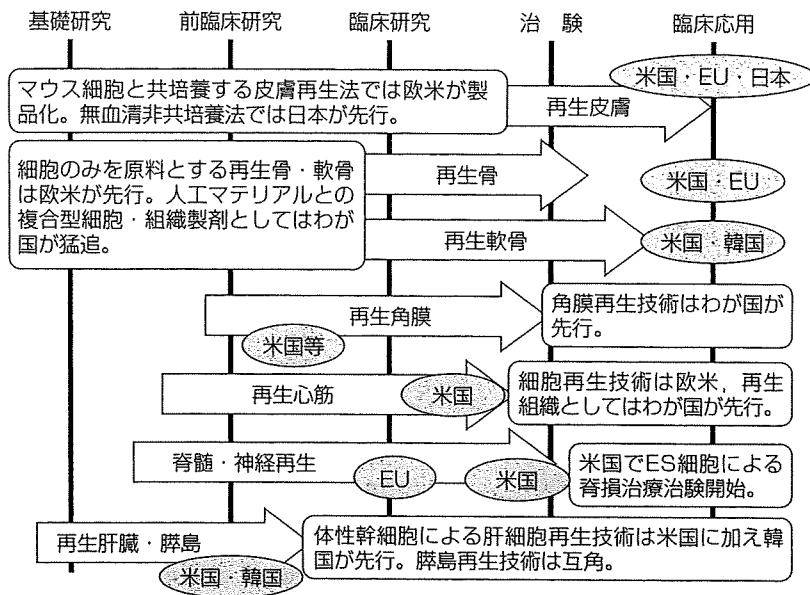 基礎研究 前臨床研究 臨床研究 治験 臨床応用
米国・EU・日本
マウス細胞と共培養する皮膚再生法では欧米が製
品化。無血清非共培養法では日本が先行。
再生皮膚
細胞のみを原料とする再生骨・軟骨
は欧米が先行。人工マテリアルとの
複合型細胞・組織製剤としてはわが
国が猛追。
再生骨
米国・EU
再生軟骨
米国・韓国
再生角膜
角膜再生技術はわが国が
先行。
米国等
再生心筋
米国
細胞再生技術は欧米，再生
組織としてはわが国が先行。
脊髄・神経再生
EU
米国
米国でES細胞による
脊損治療治験開始。
再生肝臓・膵島
米国・韓国
体性幹細胞による肝細胞再生技術は米国に加え韓
国が先行。膵島再生技術は互角。